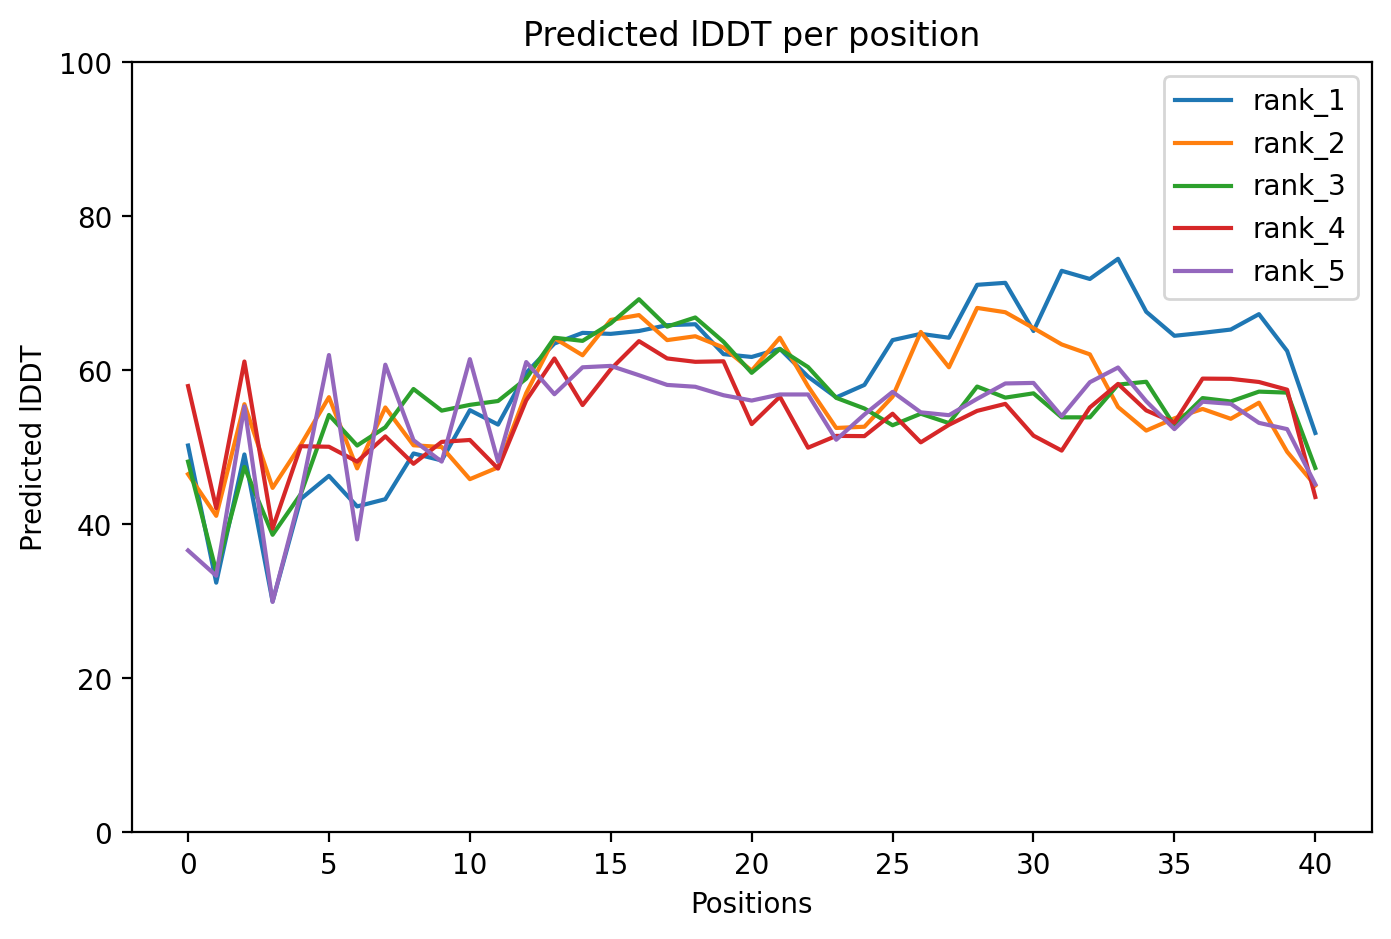 Predicted lDDT per position
Predicted lDDT
100
80
60
40
20
0
0 5 10 15 20 25 30 35 40
Positions
rank_1
rank_2
rank_3
rank_4
rank_5